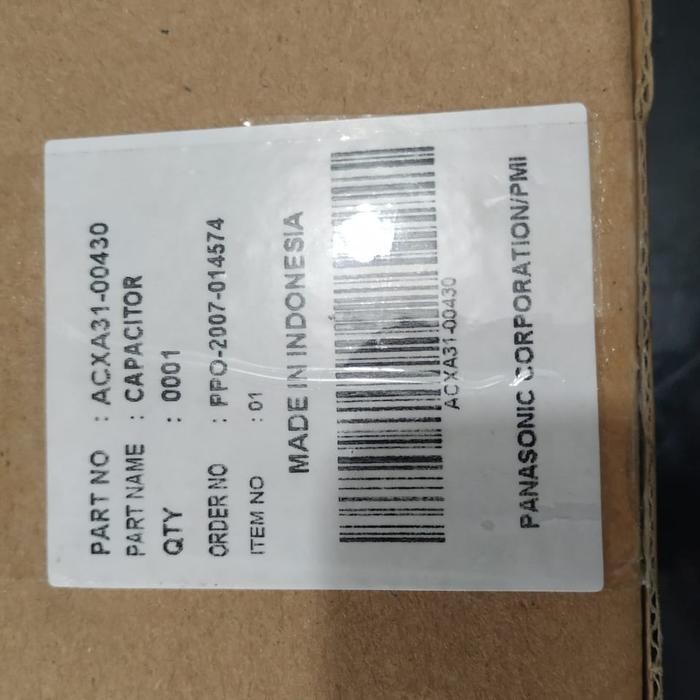 PART NO : ACXA31-00430
PART NAME : CAPACITOR
QTY : 0001
ORDER NO : PPO-2007-014574
ITEM NO : 01
MADE IN INDONESIA
ACXA31-00430
PANASONIC CORPORATION/PMI